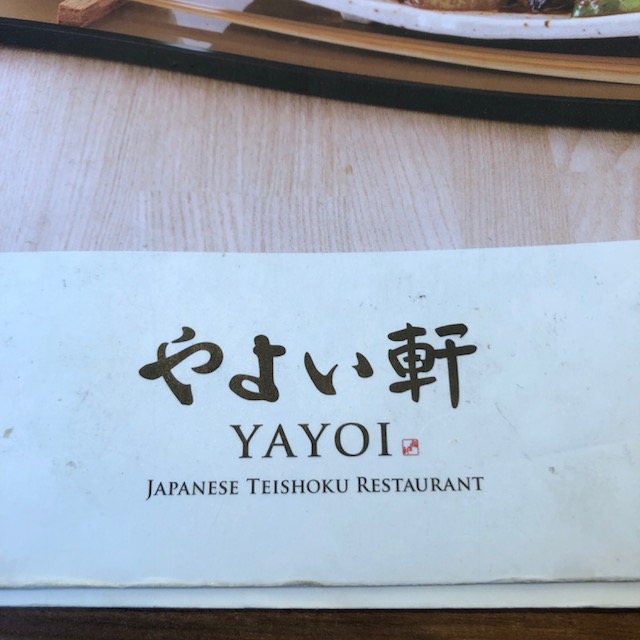 やよい軒
YAYOI
JAPANESE TEISHOKU RESTAURANT